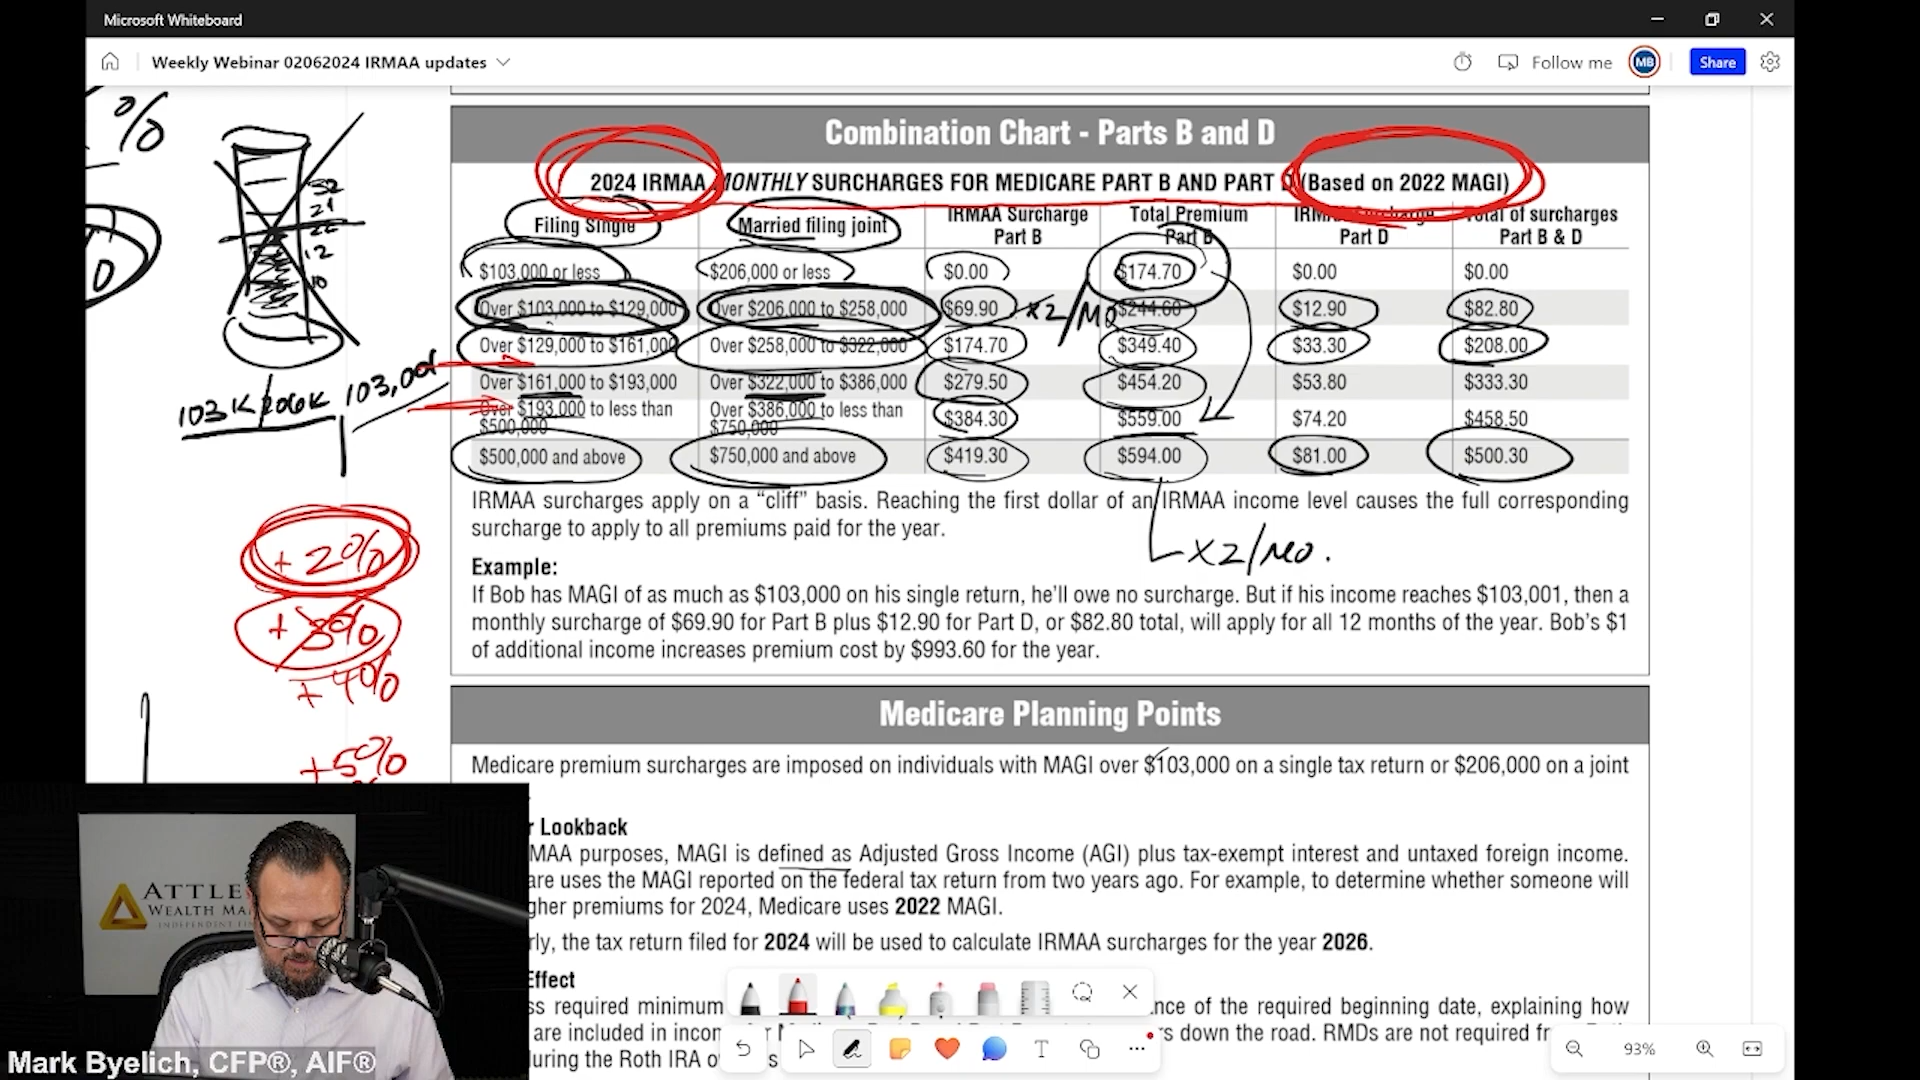 Microsoft Whiteboard
Weekly Webinar 02062024 IRMAA updates
Follow me
MB
Share
%
Combination Chart - Parts B and D
2024 IRMAA MONTHLY SURCHARGES FOR MEDICARE PART B AND PART D (Based on 2022 MAGI)
Filing Single Married filing joint IRMAA Surcharge Part B Total Premium Part B IRMAA Surcharge Part D Total of surcharges Part B & D
$103,000 or less $206,000 or less $0.00 $174.70 $0.00 $0.00
Over $103,000 to $129,000 Over $206,000 to $258,000 $69.90 x2/MO $244.60 $12.90 $82.80
Over $129,000 to $161,000 Over $258,000 to $322,000 $174.70 $349.40 $33.30 $208.00
Over $161,000 to $193,000 Over $322,000 to $386,000 $279.50 $454.20 $53.80 $333.30
Over $193,000 to less than $500,000 Over $386,000 to less than $750,000 $384.30 $559.00 $74.20 $458.50
$500,000 and above $750,000 and above $419.30 $594.00 $81.00 $500.30
12
10
103K/206K 103,001
IRMAA surcharges apply on a “cliff” basis. Reaching the first dollar of an IRMAA income level causes the full corresponding
surcharge to apply to all premiums paid for the year.
x2/MO.
+2%
+3%
+4%
+5%
Example:
If Bob has MAGI of as much as $103,000 on his single return, he’ll owe no surcharge. But if his income reaches $103,001, then a
monthly surcharge of $69.90 for Part B plus $12.90 for Part D, or $82.80 total, will apply for all 12 months of the year. Bob’s $1
of additional income increases premium cost by $993.60 for the year.
Medicare Planning Points
Medicare premium surcharges are imposed on individuals with MAGI over $103,000 on a single tax return or $206,000 on a joint
r Lookback
MAA purposes, MAGI is defined as Adjusted Gross Income (AGI) plus tax-exempt interest and untaxed foreign income.
are uses the MAGI reported on the federal tax return from two years ago. For example, to determine whether someone will
gher premiums for 2024, Medicare uses 2022 MAGI.
rly, the tax return filed for 2024 will be used to calculate IRMAA surcharges for the year 2026.
Effect
ss required minimum nce of the required beginning date, explaining how
are included in incom rs down the road. RMDs are not required fr
during the Roth IRA o s
93%
ATTLE
WEALTH MA
INDEPENDENT FIN
Mark Byelich, CFP®, AIF®